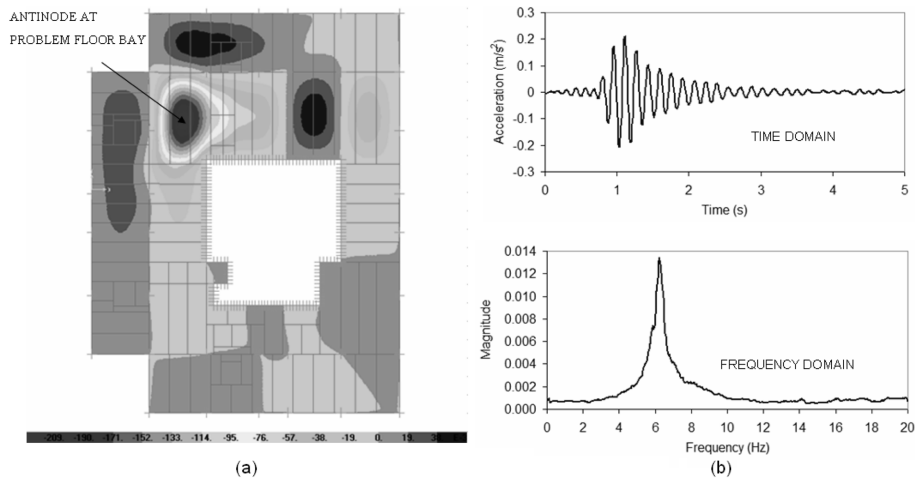 ANTINODE AT
PROBLEM FLOOR BAY
-209. -190. -171. -152. -133. -114. -95. -76. -57. -38. -19. 0. 19.
(a)
0.3
0.2
0.1
0
-0.1
-0.2
-0.3
Acceleration (m/s²)
TIME DOMAIN
0 1 2 3 4 5
Time (s)
0.014
0.012
0.010
0.008
0.006
0.004
0.002
0.000
Magnitude
FREQUENCY DOMAIN
0 2 4 6 8 10 12 14 16 18 20
Frequency (Hz)
(b)